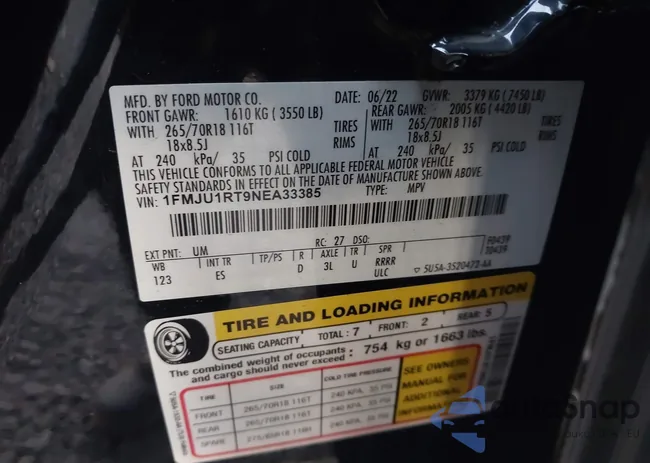 MFD. BY FORD MOTOR CO. DATE: 06/22 GVWR: 3379 KG (7450 LB)
FRONT GAWR: 1610 KG (3550 LB) REAR GAWR: 2005 KG (4420 LB)
WITH 265/70R18 116T TIRES WITH 265/70R18 116T TIRES
18x8.5J RIMS 18x8.5J RIMS
AT 240 kPa/ 35 PSI COLD AT 240 kPa/ 35 PSI COLD
THIS VEHICLE CONFORMS TO ALL APPLICABLE FEDERAL MOTOR VEHICLE
SAFETY STANDARDS IN EFFECT ON THE DATE OF MANUFACTURE SHOWN ABOVE.
VIN: 1FMJU1RT9NEA33385 TYPE: MPV
EXT PNT: UM RC: 27 DSO: F0439
WB INT TR TP/PS R AXLE TR SPR 70439
123 ES D 3L U RRRR
ULC
TIRE AND LOADING INFORMATION
SEATING CAPACITY TOTAL: 7 FRONT: 2 REAR: 5
The combined weight of occupants and cargo should never exceed: 754 kg or 1663 lbs.
TIRE SIZE COLD TIRE PRESSURE
FRONT 265/70R18 116T 240 KPA, 35 PSI
REAR 265/70R18 116T 240 KPA, 35 PSI
SPARE
SEE OWNERS
MANUAL FOR
ADDITIONAL
INFORMATION